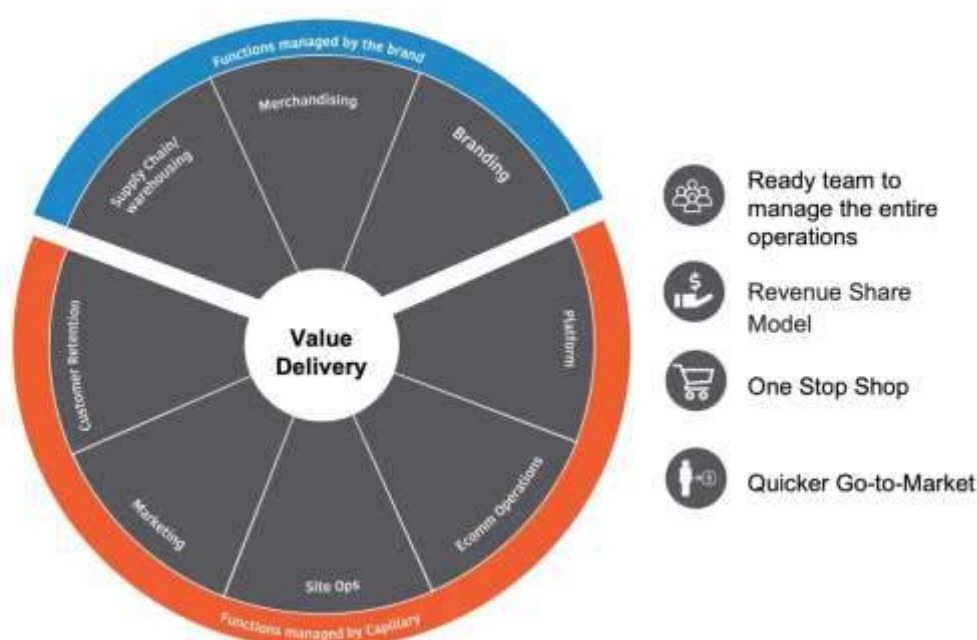 Functions managed by the brand
Merchandising
Supply Chain/
warehousing
Branding
Customer Retention
Value
Delivery
Platform
Marketing
Ecomm Operations
Site Ops
Functions managed by Capillary
Ready team to
manage the entire
operations
$
Revenue Share
Model
One Stop Shop
Quicker Go-to-Market